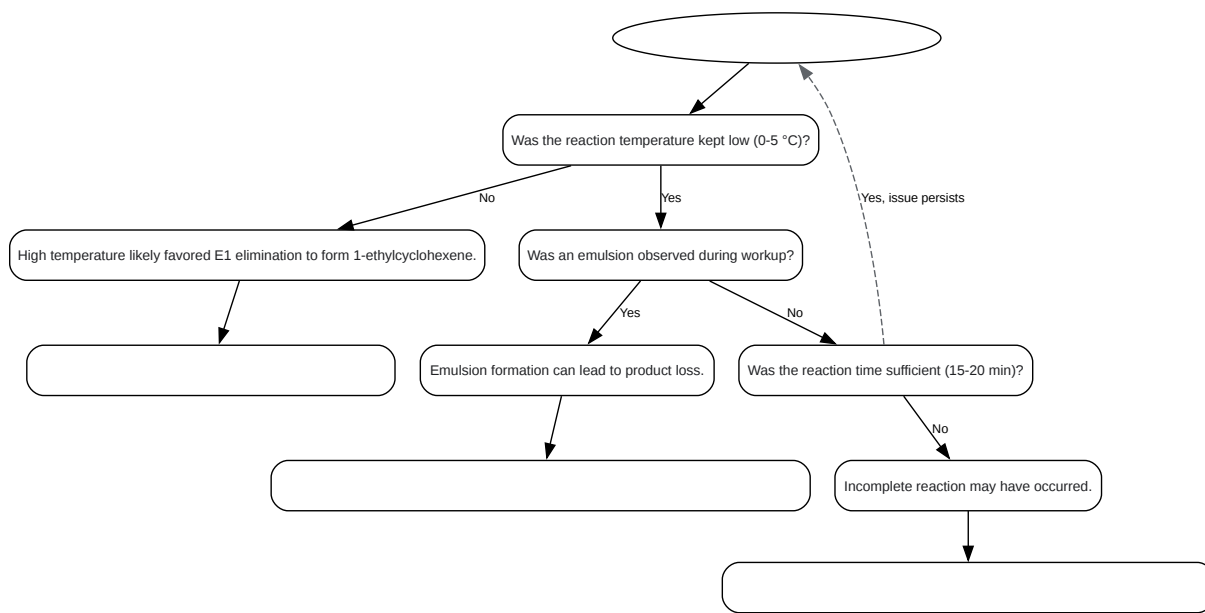 Was the reaction temperature kept low (0-5 °C)?
No
Yes
Yes, issue persists
High temperature likely favored E1 elimination to form 1-ethylcyclohexene.
Was an emulsion observed during workup?
Yes
No
Emulsion formation can lead to product loss.
Was the reaction time sufficient (15-20 min)?
No
Incomplete reaction may have occurred.